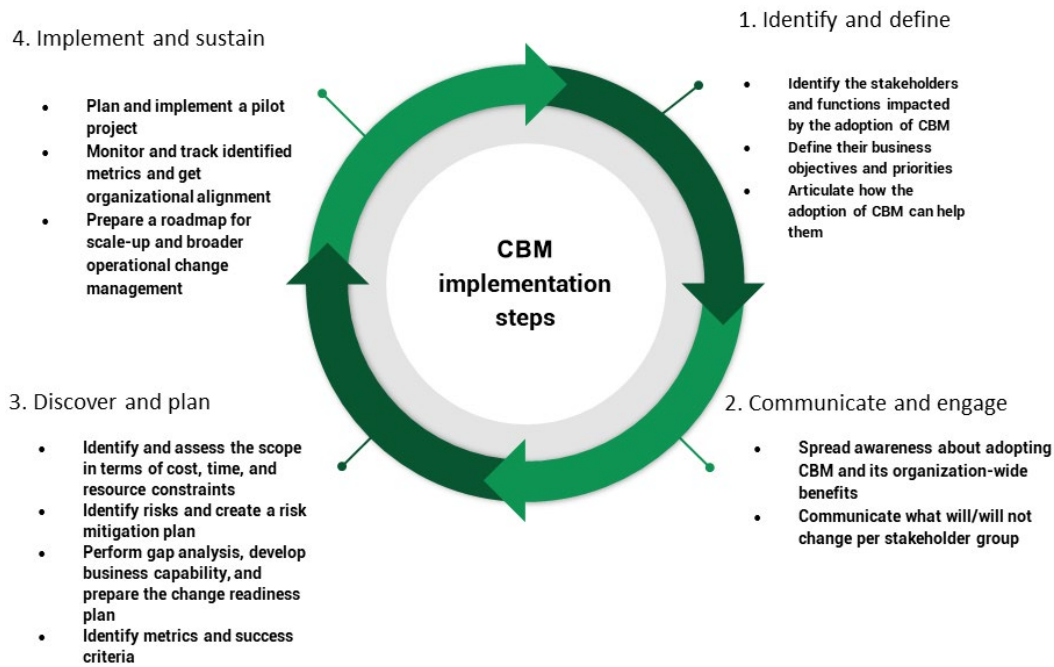 1. Identify and define
• Identify the stakeholders
and functions impacted
by the adoption of CBM
• Define their business
objectives and priorities
• Articulate how the
adoption of CBM can help
them
2. Communicate and engage
• Spread awareness about adopting
CBM and its organization-wide
benefits
• Communicate what will/will not
change per stakeholder group
3. Discover and plan
• Identify and assess the scope
in terms of cost, time, and
resource constraints
• Identify risks and create a risk
mitigation plan
• Perform gap analysis, develop
business capability, and
prepare the change readiness
plan
• Identify metrics and success
criteria
4. Implement and sustain
• Plan and implement a pilot
project
• Monitor and track identified
metrics and get
organizational alignment
• Prepare a roadmap for
scale-up and broader
operational change
management
CBM
implementation
steps